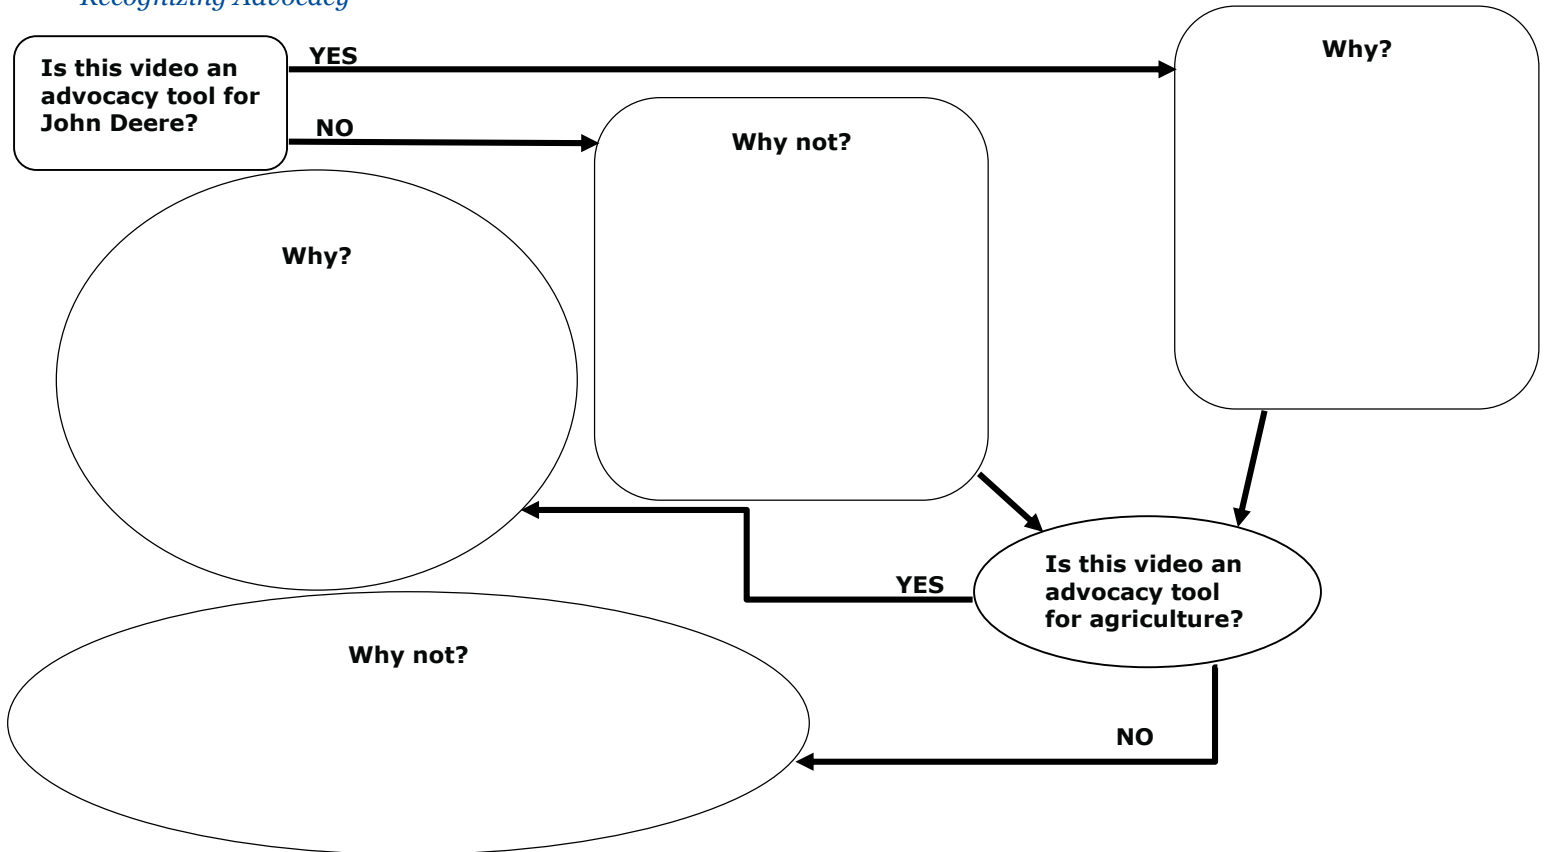 Recognizing Advocacy
Is this video an
advocacy tool for
John Deere?
YES
NO
Why?
Why not?
Why?
Is this video an
advocacy tool
for agriculture?
YES
Why not?
NO